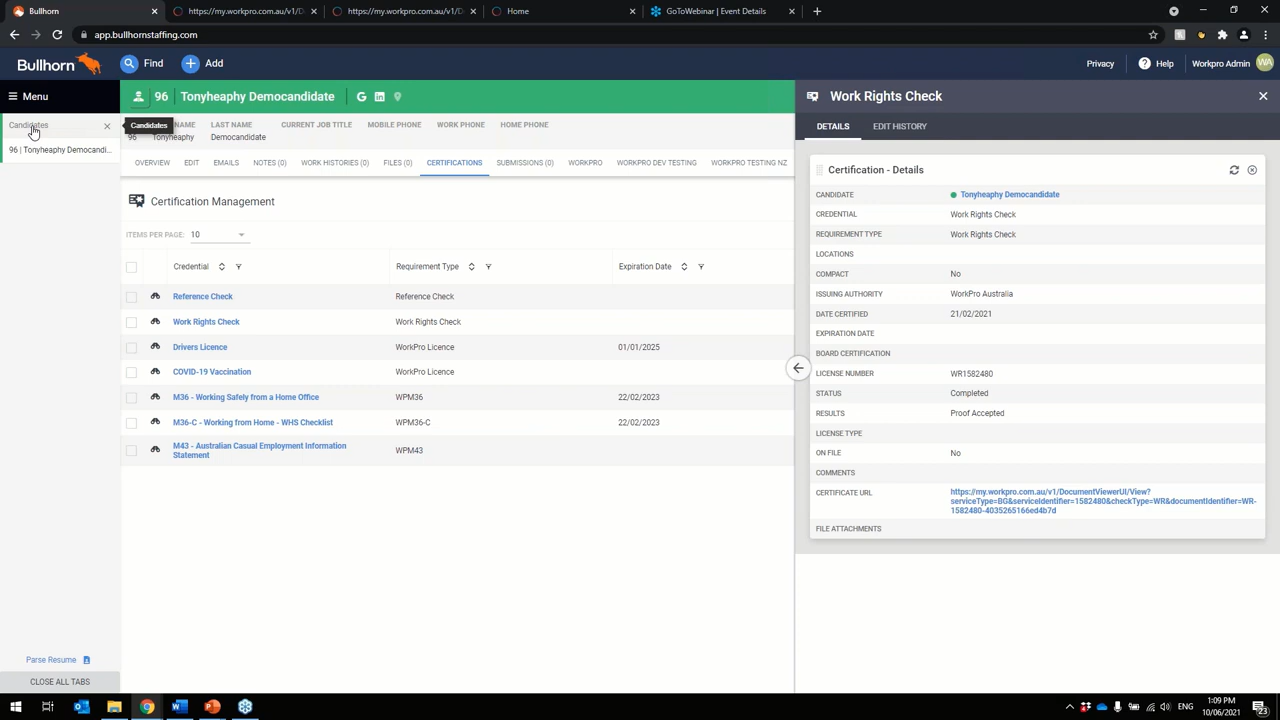 Bullhorn
https://my.workpro.com.au/v1/D
https://my.workpro.com.au/v1/D
Home
GoToWebinar | Event Details
app.bullhornstaffing.com
Bullhorn
Find
Add
Privacy
Help
Workpro Admin
WA
Menu
96
Tonyheaphy Democandidate
Work Rights Check
Candidates
Candidates
NAME
LAST NAME
CURRENT JOB TITLE
MOBILE PHONE
WORK PHONE
HOME PHONE
96
Tonyheaphy
Democandidate
96 | Tonyheaphy Democandi...
DETAILS
EDIT HISTORY
OVERVIEW
EDIT
EMAILS
NOTES (0)
WORK HISTORIES (0)
FILES (0)
CERTIFICATIONS
SUBMISSIONS (0)
WORKPRO
WORKPRO DEV TESTING
WORKPRO TESTING NZ
Certification Management
ITEMS PER PAGE: 10
Credential
Requirement Type
Expiration Date
Reference Check
Reference Check
Work Rights Check
Work Rights Check
Drivers Licence
WorkPro Licence
01/01/2025
COVID-19 Vaccination
WorkPro Licence
M36 - Working Safely from a Home Office
WPM36
22/02/2023
M36-C - Working from Home - WHS Checklist
WPM36-C
22/02/2023
M43 - Australian Casual Employment Information
Statement
WPM43
Certification - Details
CANDIDATE
Tonyheaphy Democandidate
CREDENTIAL
Work Rights Check
REQUIREMENT TYPE
Work Rights Check
LOCATIONS
COMPACT
No
ISSUING AUTHORITY
WorkPro Australia
DATE CERTIFIED
21/02/2021
EXPIRATION DATE
BOARD CERTIFICATION
LICENSE NUMBER
WR1582480
STATUS
Completed
RESULTS
Proof Accepted
LICENSE TYPE
ON FILE
No
COMMENTS
CERTIFICATE URL
https://my.workpro.com.au/v1/DocumentViewerUI/View?
serviceType=BG&serviceIdentifier=1582480&checkType=WR&documentIdentifier=WR-
1582480-4035265166ed4b7d
FILE ATTACHMENTS
Parse Resume
CLOSE ALL TABS
ENG
1:09 PM
10/06/2021
23